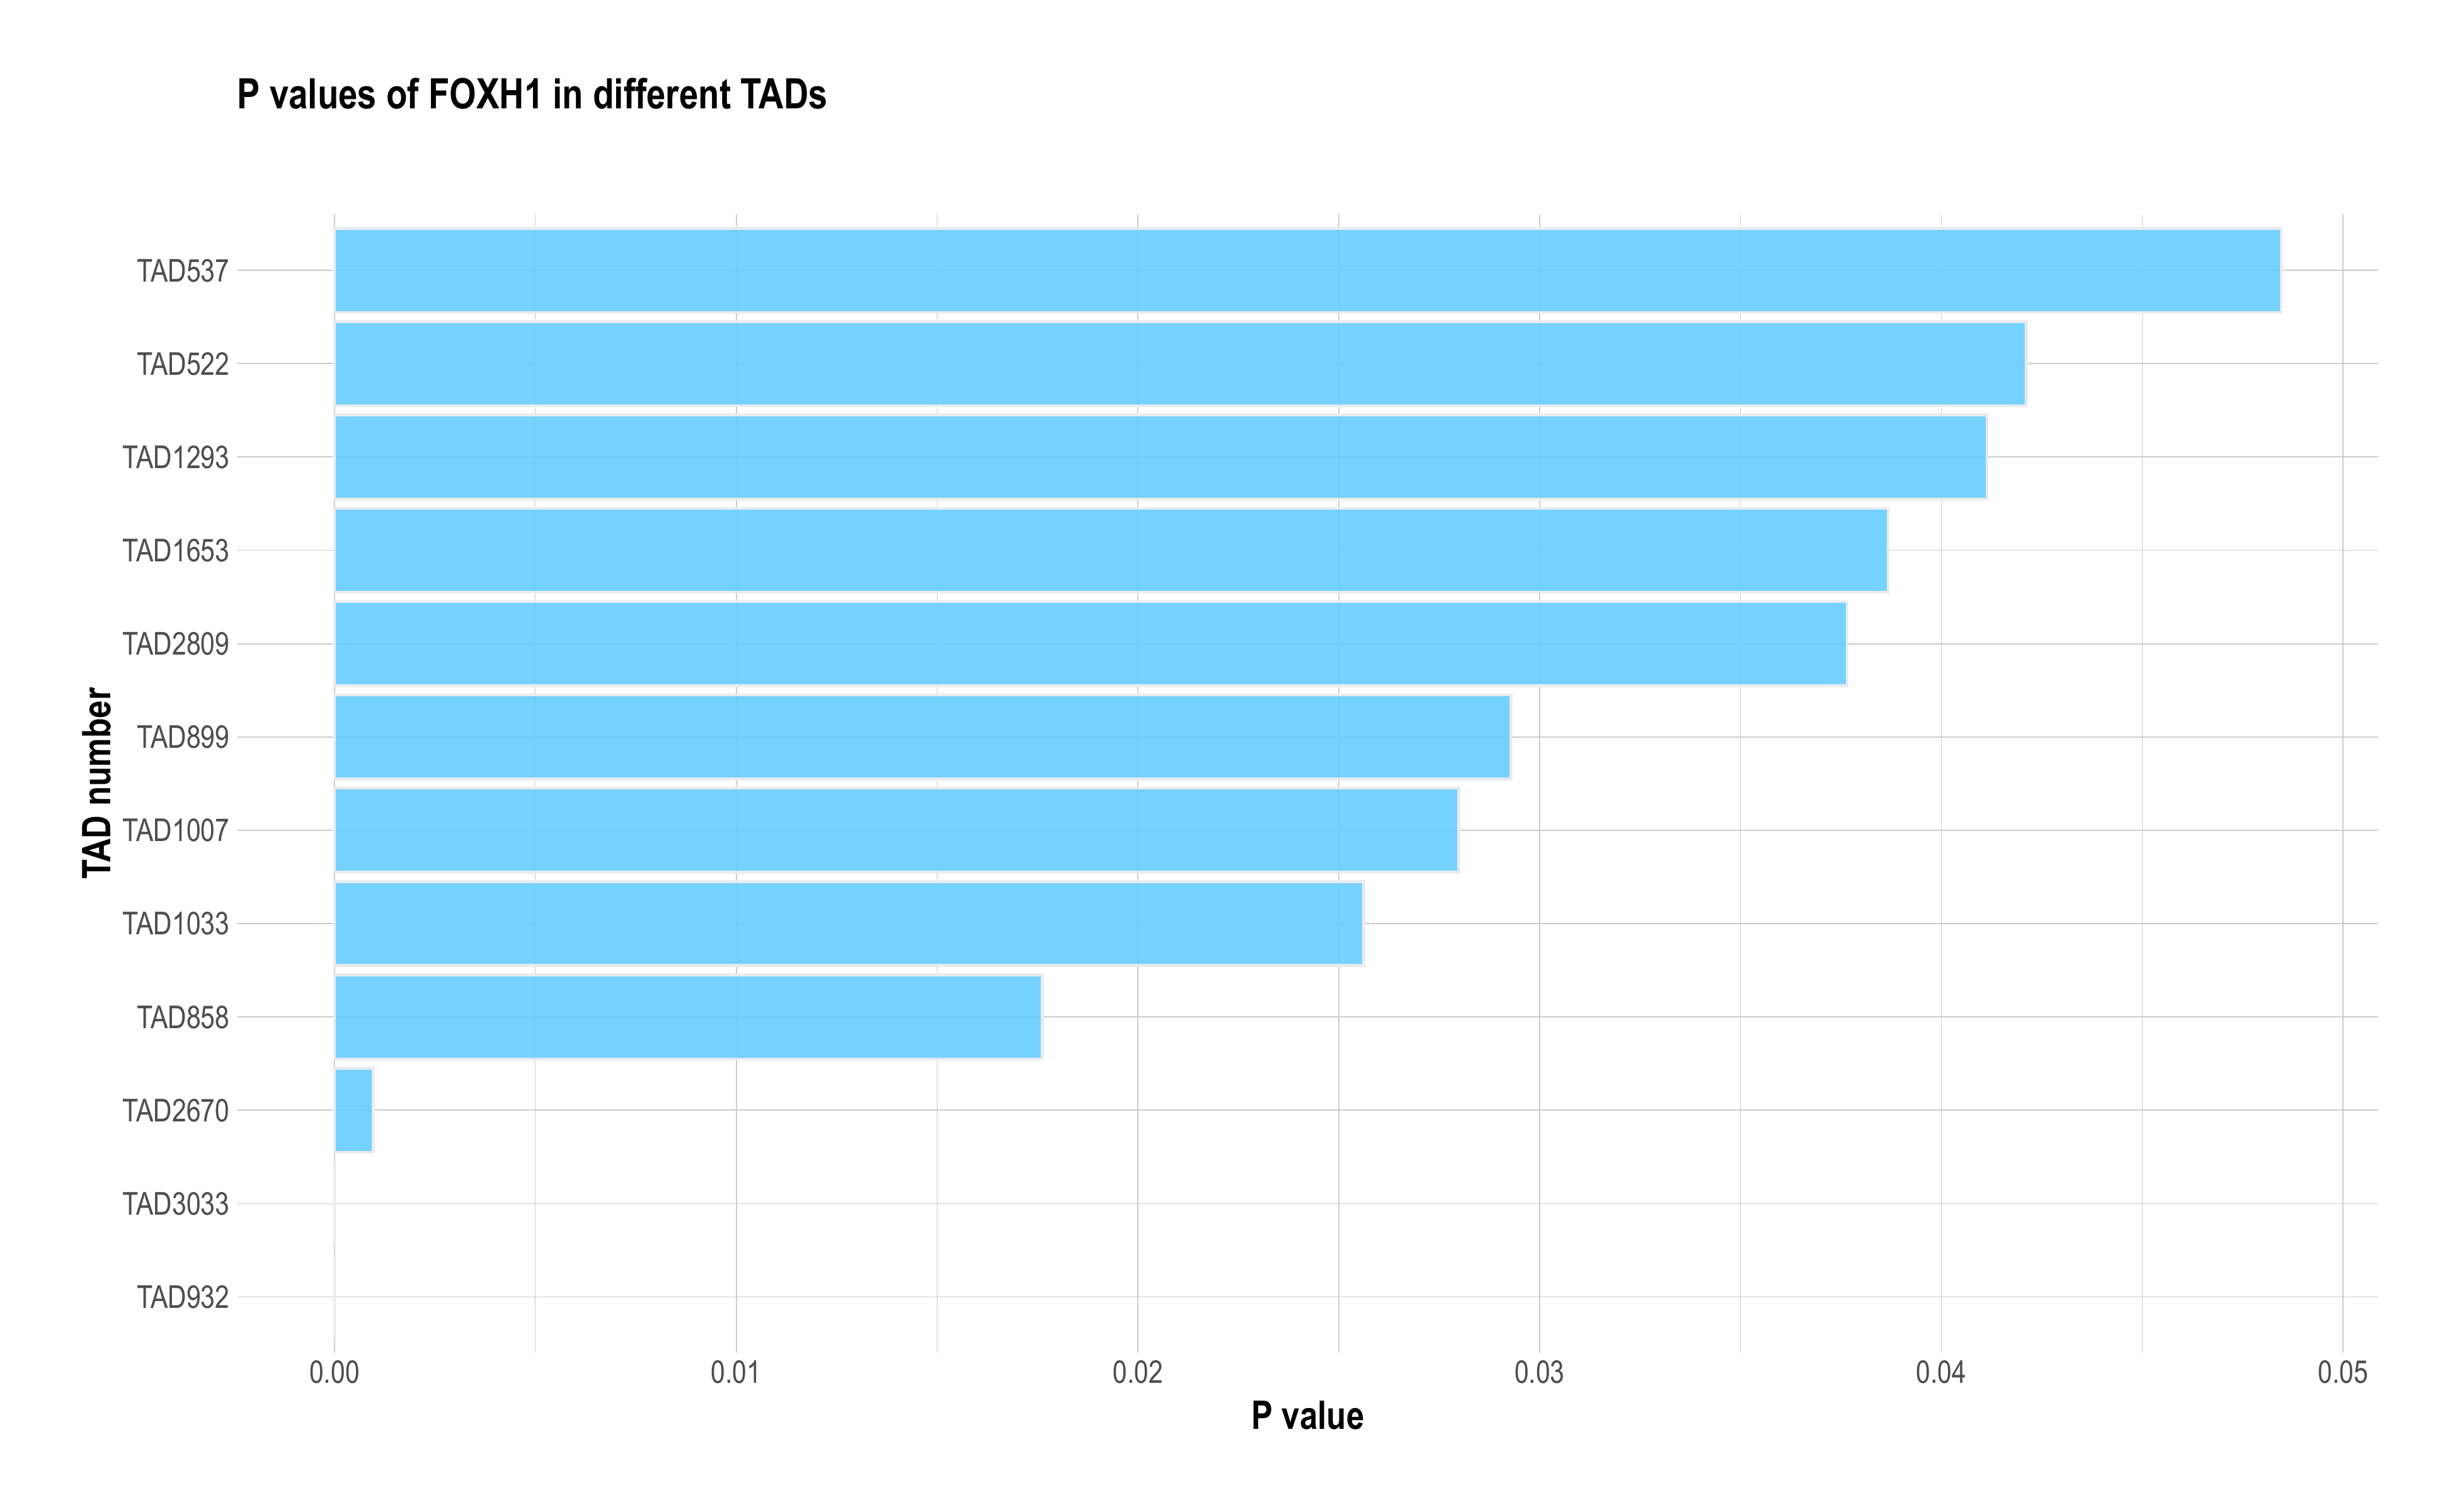 P values of FOXH1 in different TADs
TAD number
TAD537
TAD522
TAD1293
TAD1653
TAD2809
TAD899
TAD1007
TAD1033
TAD858
TAD2670
TAD3033
TAD932
0.00 0.01 0.02 0.03 0.04 0.05
P value